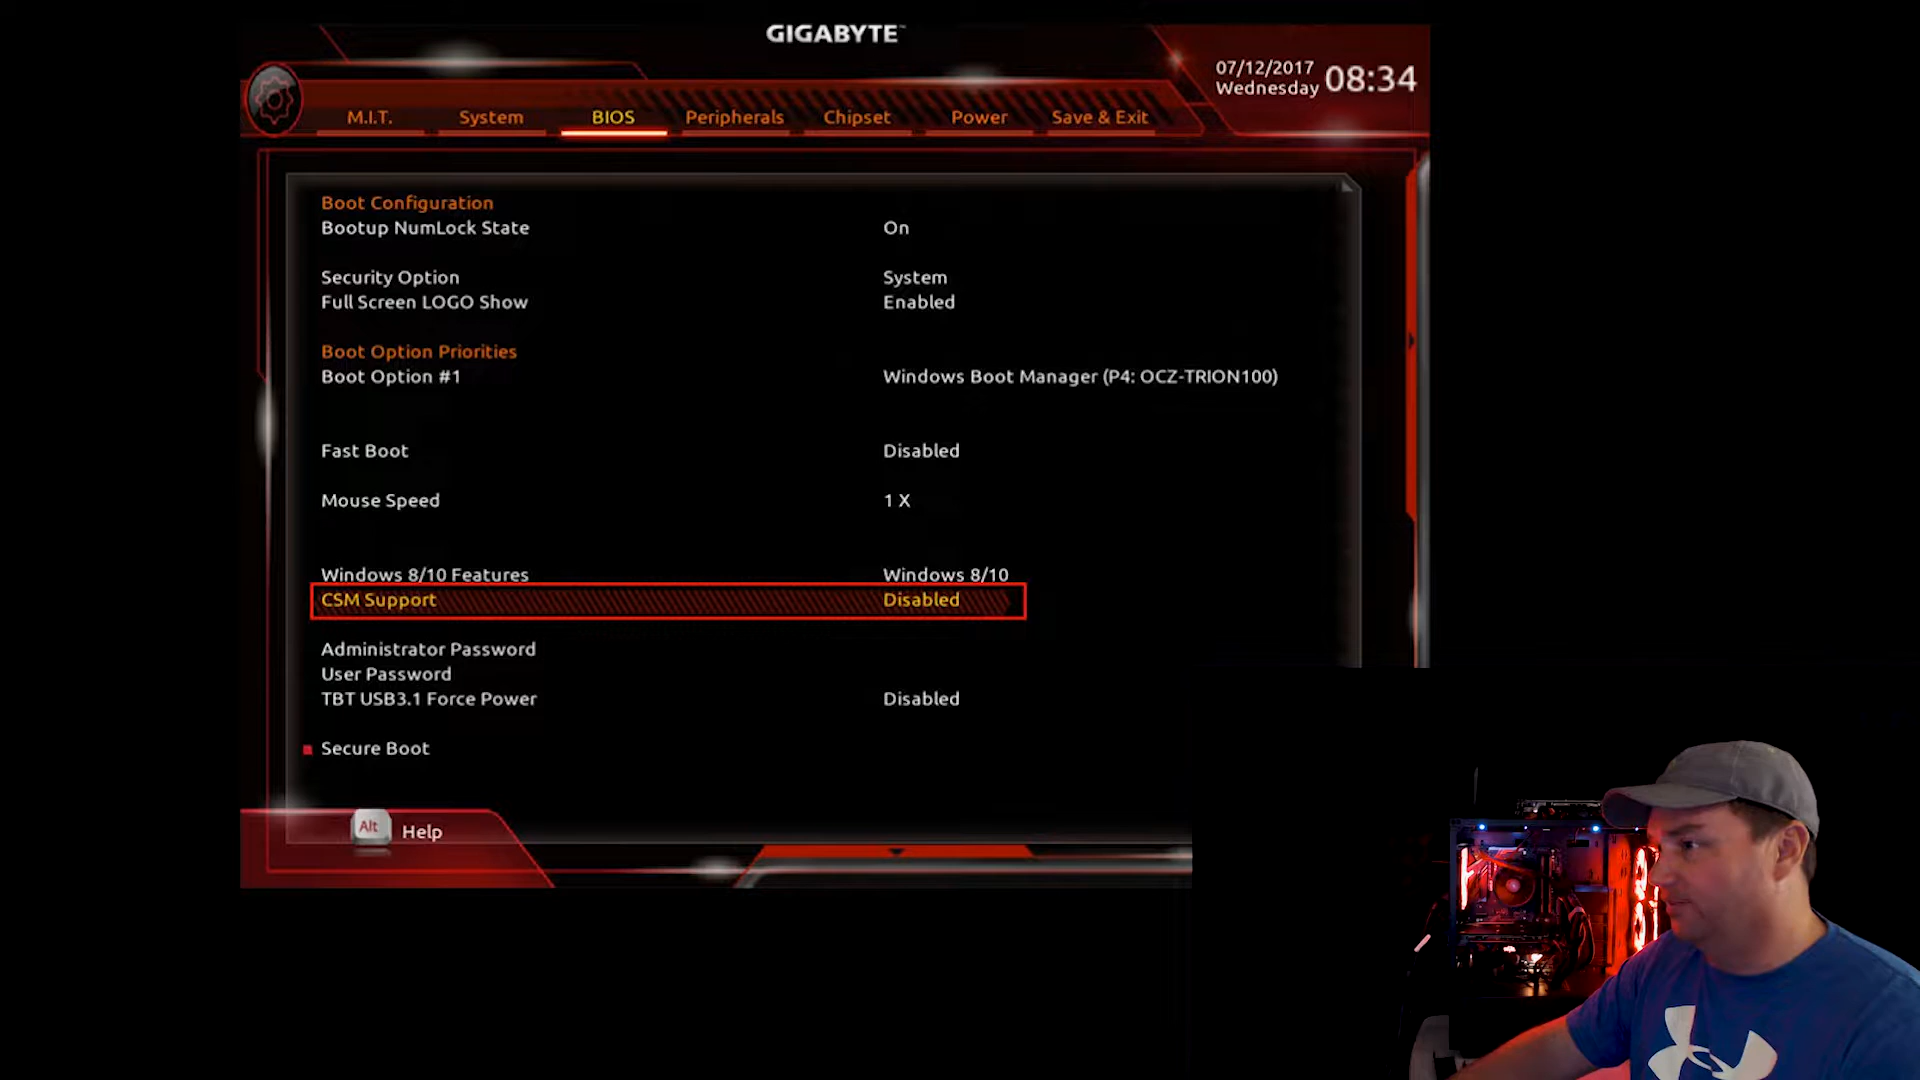 GIGABYTE™
07/12/2017
Wednesday 08:34
M.I.T. System BIOS Peripherals Chipset Power Save & Exit
Boot Configuration
Bootup NumLock State On
Security Option System
Full Screen LOGO Show Enabled
Boot Option Priorities
Boot Option #1 Windows Boot Manager (P4: OCZ-TRION100)
Fast Boot Disabled
Mouse Speed 1 X
Windows 8/10 Features Windows 8/10
CSM Support Disabled
Administrator Password
User Password
TBT USB3.1 Force Power Disabled
Secure Boot
Alt Help